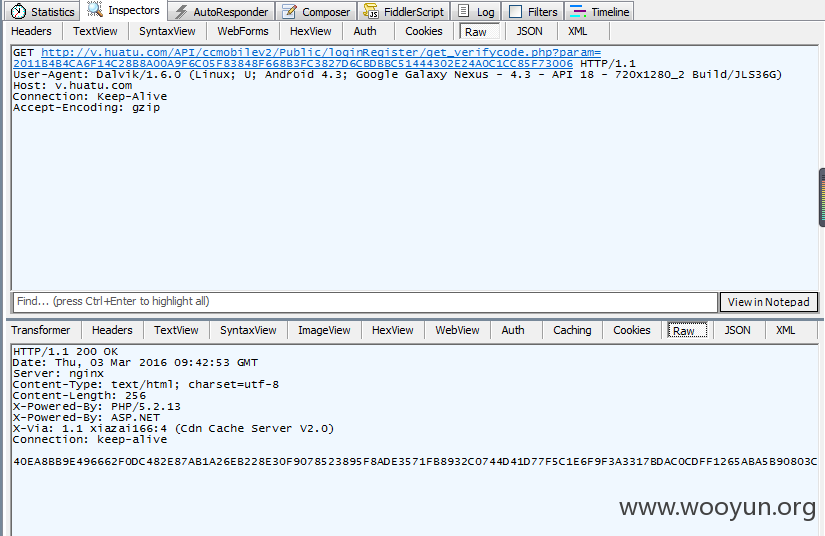 Statistics Inspectors AutoResponder Composer FiddlerScript Log Filters Timeline
Headers TextView SyntaxView WebForms HexView Auth Cookies Raw JSON XML
GET http://v.huatu.com/API/ccmobilev2/Public/loginRegister/get_verifycode.php?param=
2011B4B4CA6F14C28B8A00A9F6C05F83848F668B3FC3827D6CBDBBC51444302E24A0C1CC85F73006 HTTP/1.1
User-Agent: Dalvik/1.6.0 (Linux; U; Android 4.3; Google Galaxy Nexus - 4.3 - API 18 - 720x1280_2 Build/JLS36G)
Host: v.huatu.com
Connection: Keep-Alive
Accept-Encoding: gzip
Find... (press Ctrl+Enter to highlight all) View in Notepad
Transformer Headers TextView SyntaxView ImageView HexView WebView Auth Caching Cookies Raw JSON XML
HTTP/1.1 200 OK
Date: Thu, 03 Mar 2016 09:42:53 GMT
Server: nginx
Content-Type: text/html; charset=utf-8
Content-Length: 256
X-Powered-By: PHP/5.2.13
X-Powered-By: ASP.NET
X-Via: 1.1 xiazai166:4 (Cdn Cache Server V2.0)
Connection: keep-alive
40EA8BB9E496662F0DC482E87AB1A26EB228E30F9078523895F8ADE3571FB8932C0744D41D77F5C1E6F9F3A3317BDAC0CDFF1265ABA5B90803C
www.wooyun.org